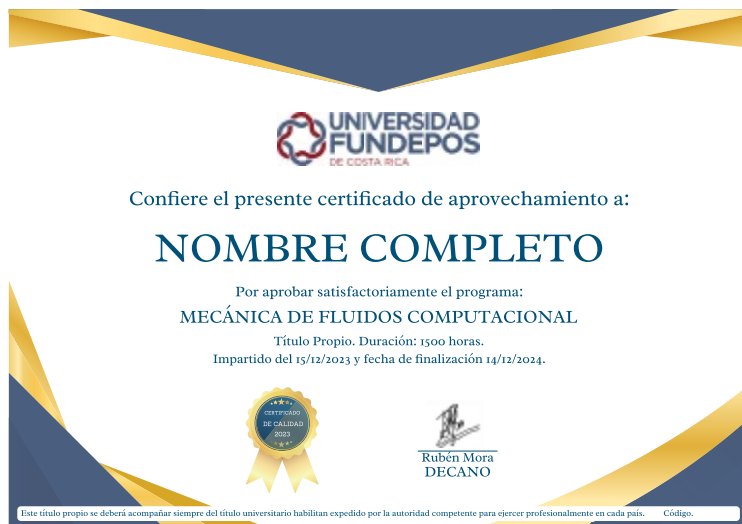 UNIVERSIDAD
FUNDEPOS
DE COSTA RICA
Confiere el presente certificado de aprovechamiento a:
NOMBRE COMPLETO
Por aprobar satisfactoriamente el programa:
MECÁNICA DE FLUIDOS COMPUTACIONAL
Título Propio. Duración: 1500 horas.
Impartido del 15/12/2023 y fecha de finalización 14/12/2024.
CERTIFICADO
DE CALIDAD
2023
Rubén Mora
DECANO
Este título propio se deberá acompañar siempre del título universitario habilitan expedido por la autoridad competente para ejercer profesionalmente en cada país. Código.